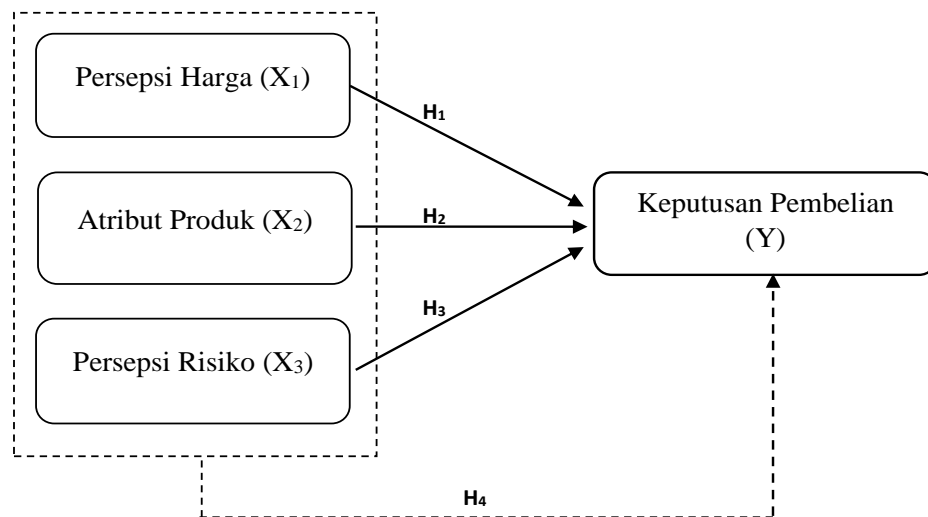 Persepsi Harga (X₁)
H₁
Atribut Produk (X₂)
H₂
Keputusan Pembelian
(Y)
Persepsi Risiko (X₃)
H₃
H₄